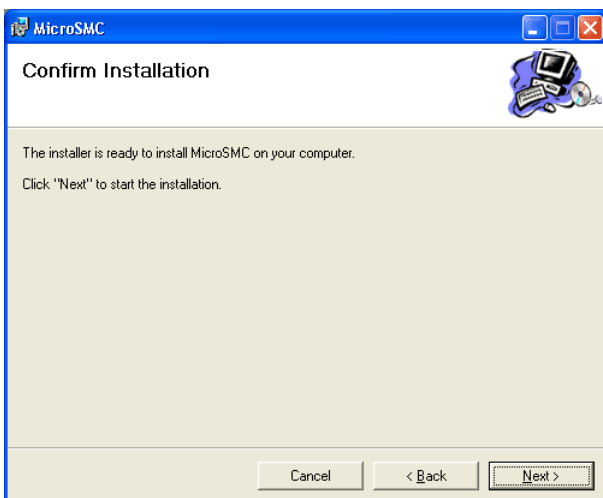 MicroSMC
Confirm Installation
The installer is ready to install MicroSMC on your computer.
Click "Next" to start the installation.
Cancel
< Back
Next >